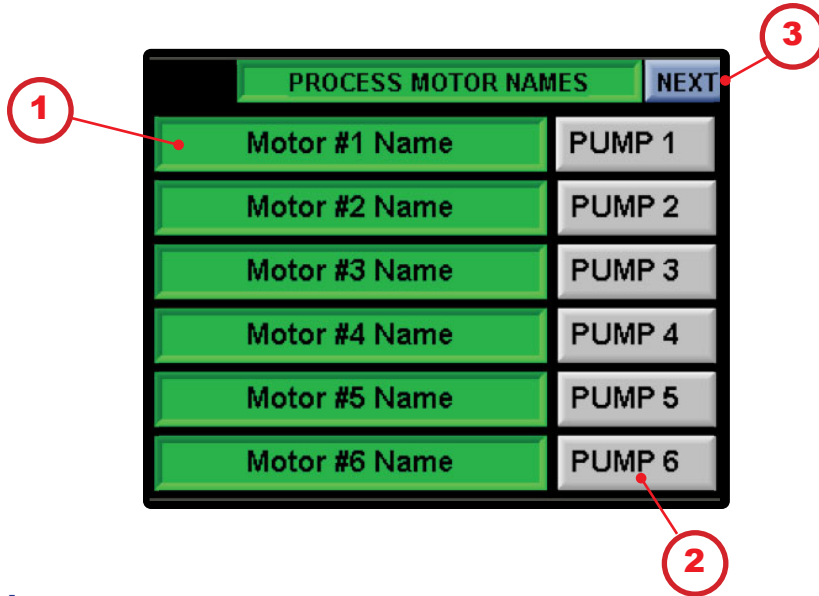 3
PROCESS MOTOR NAMES NEXT
1
Motor #1 Name PUMP 1
Motor #2 Name PUMP 2
Motor #3 Name PUMP 3
Motor #4 Name PUMP 4
Motor #5 Name PUMP 5
Motor #6 Name PUMP 6
2